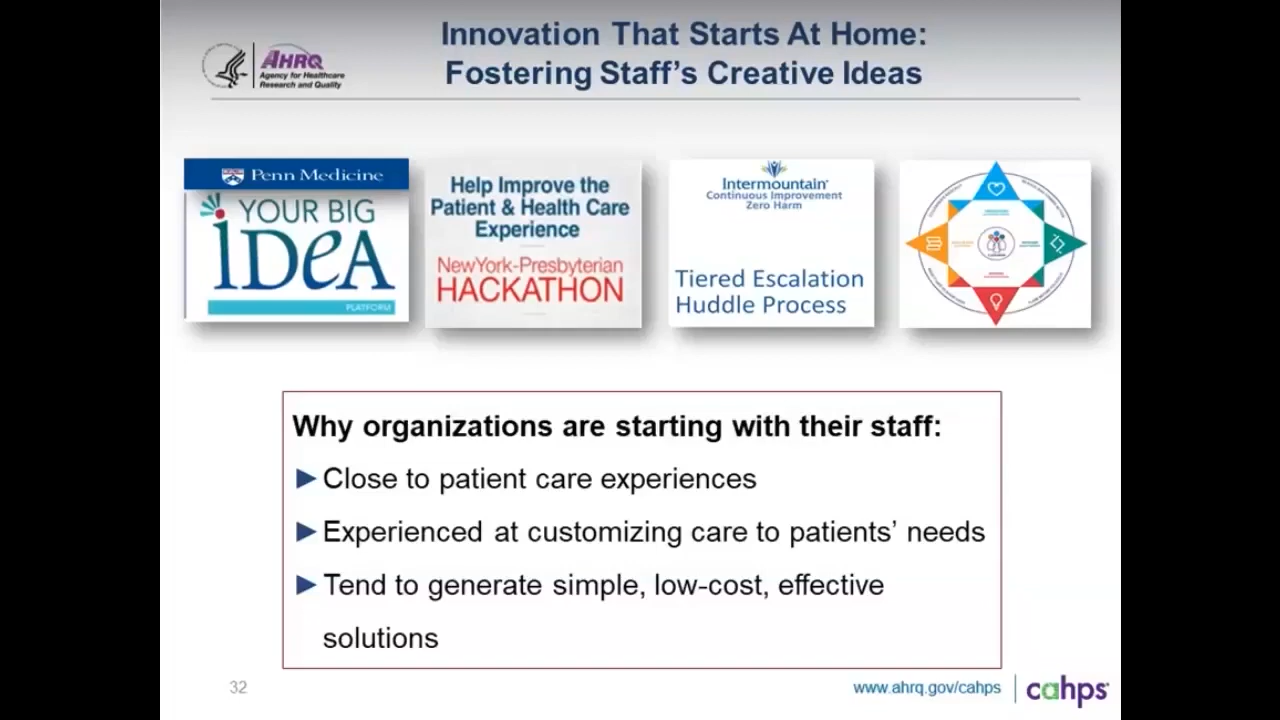 Innovation That Starts At Home:
Fostering Staff's Creative Ideas
AHRQ
Agency for Healthcare
Research and Quality
Penn Medicine
YOUR BIG
iDeA
PLATFORM
Help Improve the
Patient & Health Care
Experience
NewYork-Presbyterian
HACKATHON
Intermountain®
Continuous Improvement
Zero Harm
Tiered Escalation
Huddle Process
Why organizations are starting with their staff:
► Close to patient care experiences
► Experienced at customizing care to patients' needs
► Tend to generate simple, low-cost, effective
solutions
32
www.ahrq.gov/cahps
cahps®